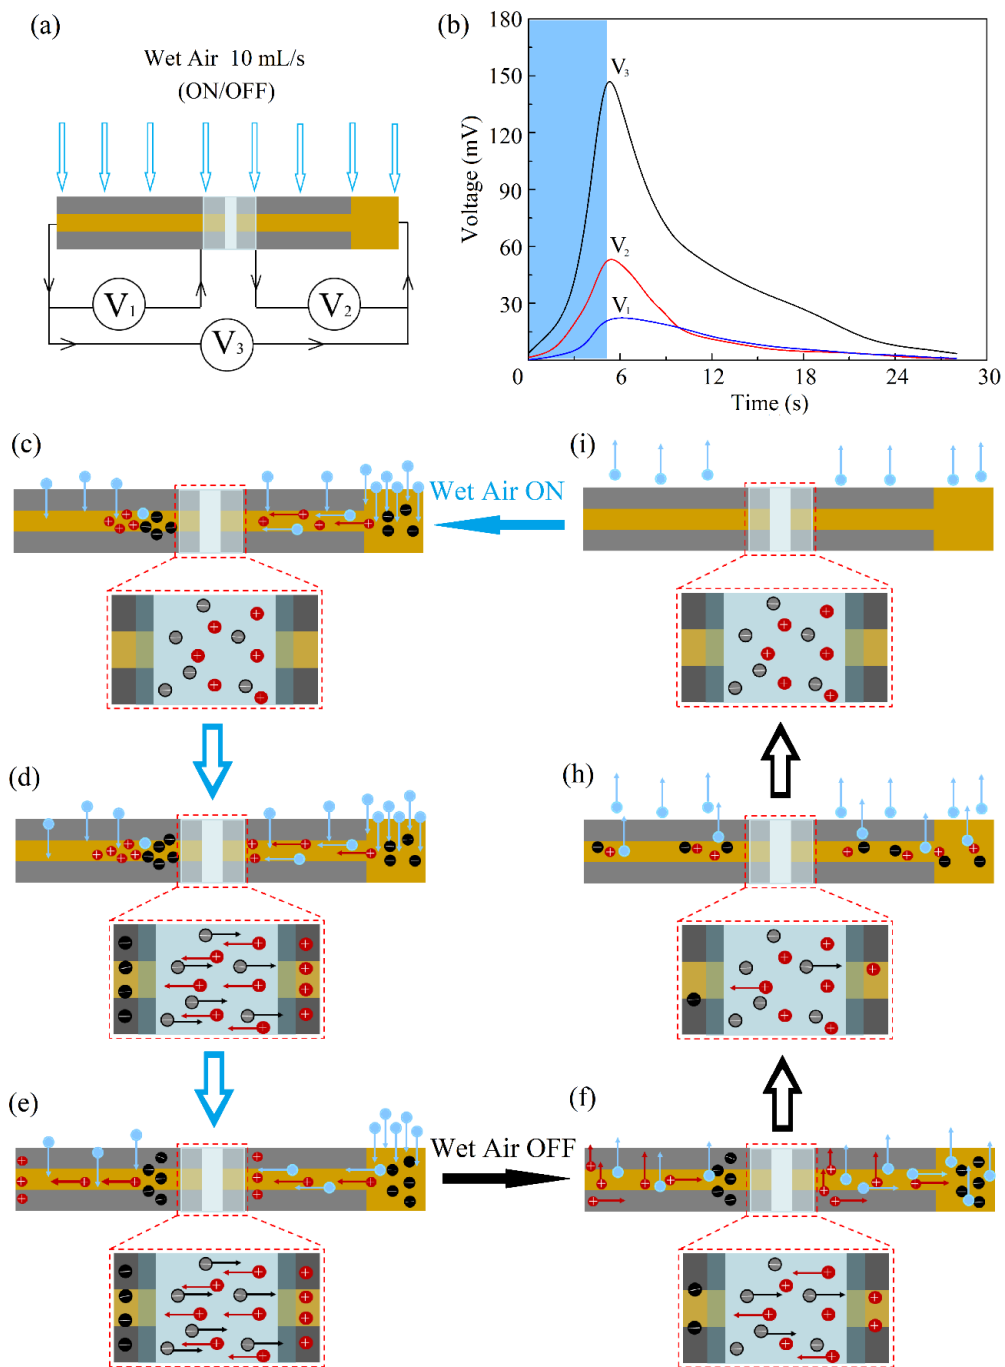 (a)
Wet Air 10 mL/s
(ON/OFF)
V1
V2
V3
(b)
180
150
120
90
60
30
Voltage (mV)
V3
V2
V1
0
6
12
18
24
30
Time (s)
(c)
Wet Air ON
(i)
(d)
(h)
(e)
Wet Air OFF
(f)